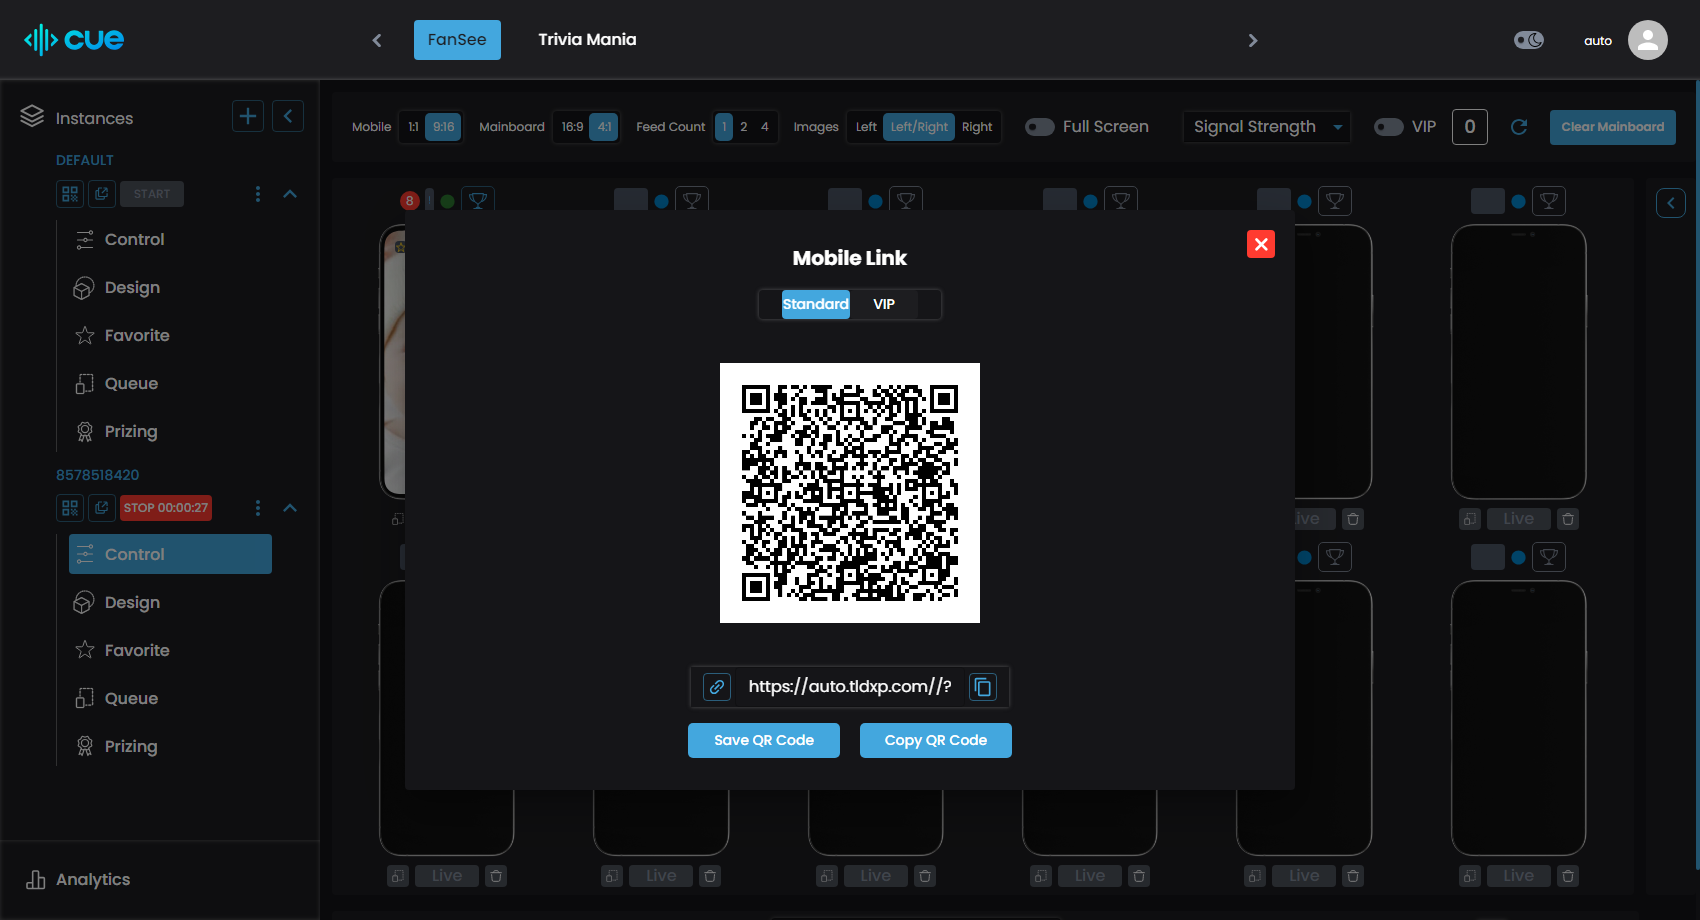 cue
FanSee
Trivia Mania
auto
Instances
DEFAULT
START
Control
Design
Favorite
Queue
Prizing
8578518420
STOP 00:00:27
Control
Design
Favorite
Queue
Prizing
Analytics
Mobile 1:1 9:16 Mainboard 16:9 4:1 Feed Count 1 2 4 Images Left Left/Right Right Full Screen Signal Strength VIP 0 Clear Mainboard
8
Mobile Link
Standard VIP
https://auto.tldxp.com//?
Save QR Code Copy QR Code
Live Live
Live Live Live Live Live Live